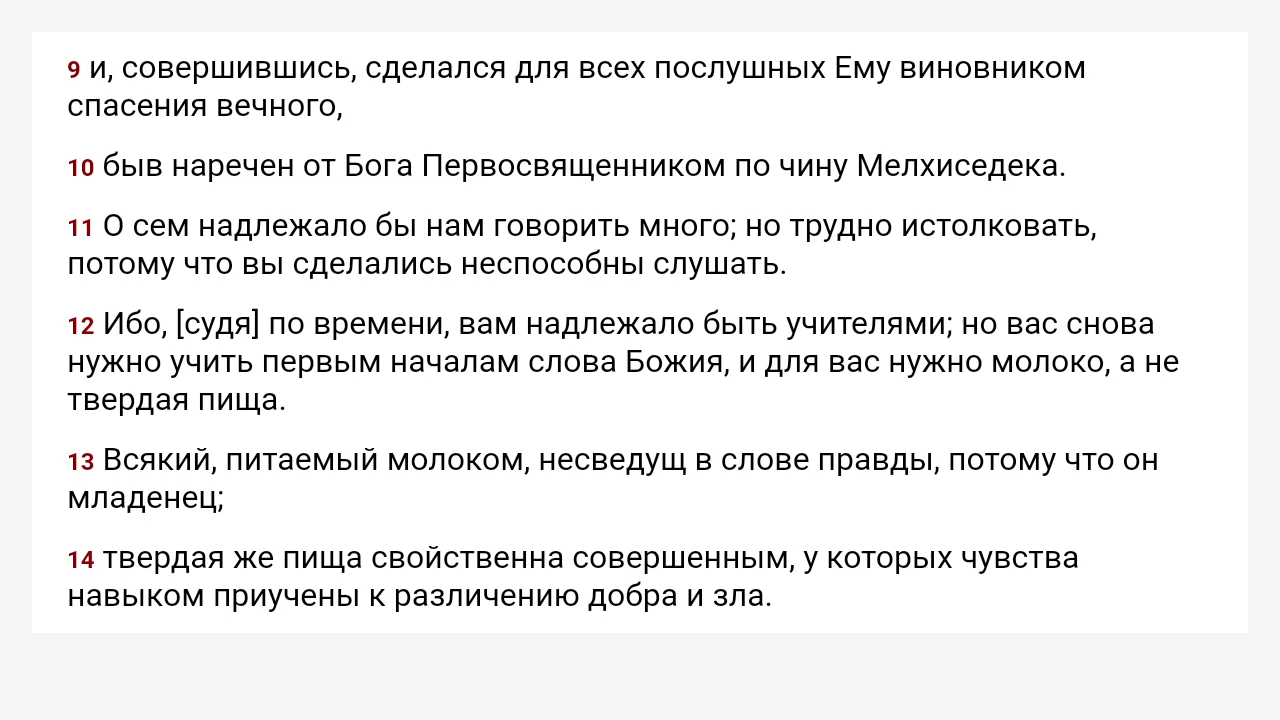 9 и, совершившись, сделался для всех послушных Ему виновником
спасения вечного,
10 быв наречен от Бога Первосвященником по чину Мелхиседека.
11 О сем надлежало бы нам говорить много; но трудно истолковать,
потому что вы сделались неспособны слушать.
12 Ибо, [судя] по времени, вам надлежало быть учителями; но вас снова
нужно учить первым началам слова Божия, и для вас нужно молоко, а не
твердая пища.
13 Всякий, питаемый молоком, несведущ в слове правды, потому что он
младенец;
14 твердая же пища свойственна совершенным, у которых чувства
навыком приучены к различению добра и зла.